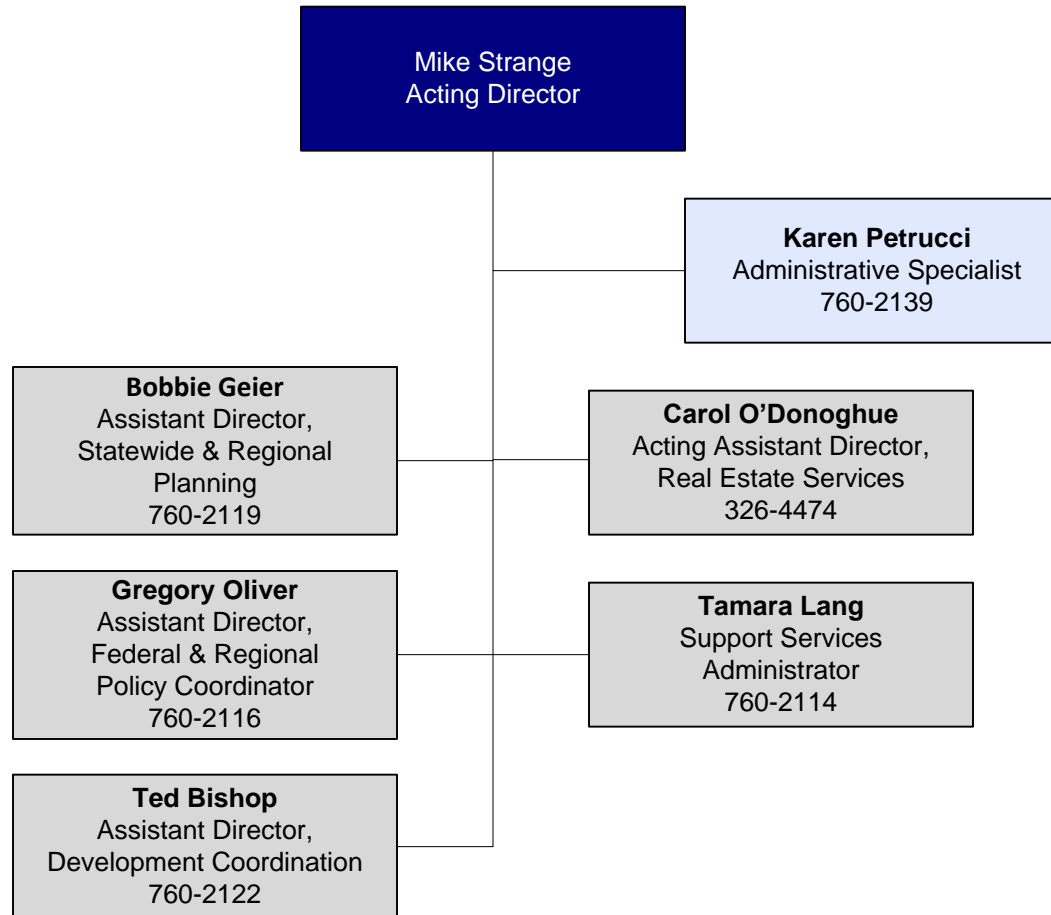 Mike Strange
Acting Director
Karen Petrucci
Administrative Specialist
760-2139
Bobbie Geier
Assistant Director,
Statewide & Regional
Planning
760-2119
Carol O’Donoghue
Acting Assistant Director,
Real Estate Services
326-4474
Gregory Oliver
Assistant Director,
Federal & Regional
Policy Coordinator
760-2116
Tamara Lang
Support Services
Administrator
760-2114
Ted Bishop
Assistant Director,
Development Coordination
760-2122